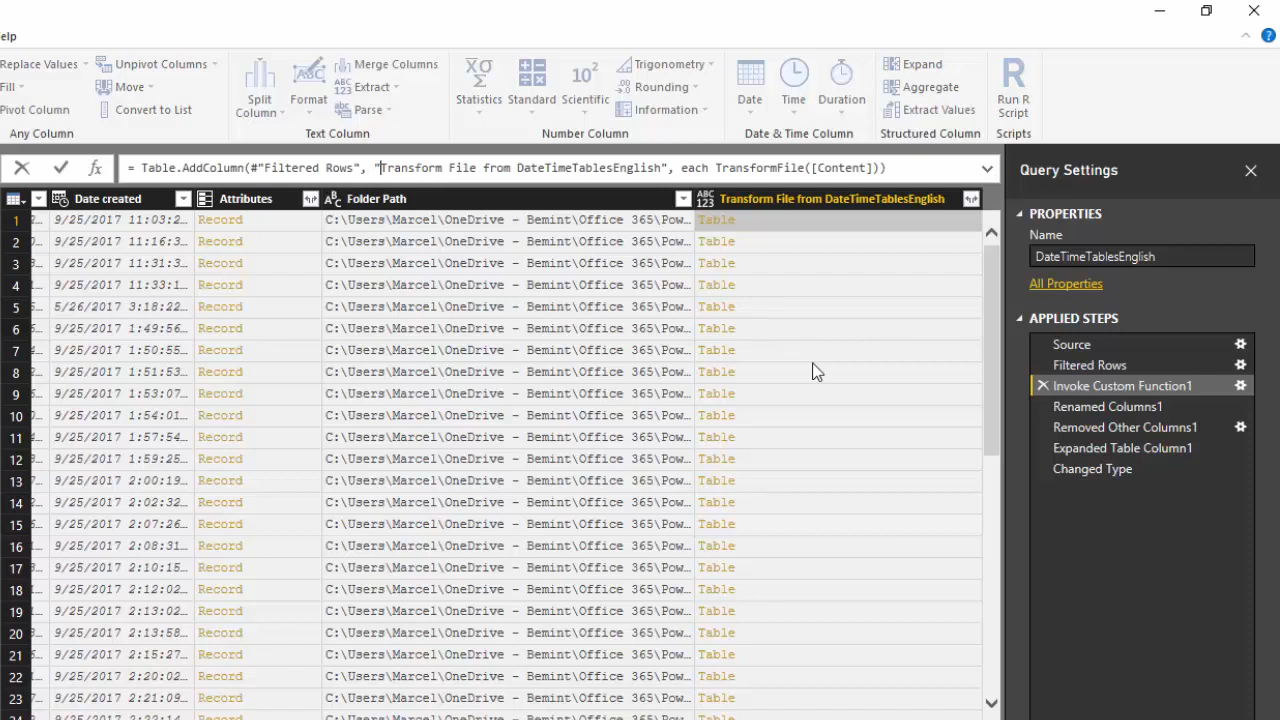 elp
Replace Values
Unpivot Columns
Merge Columns
Trigonometry
Expand
Fill
Move
Split Column
Format
Extract
Statistics
Standard
10²
Scientific
Rounding
Date
Time
Duration
Aggregate
Run R Script
Pivot Column
Convert to List
Parse
Information
Extract Values
Any Column
Text Column
Number Column
Date & Time Column
Structured Column
Scripts
fx
= Table.AddColumn(#"Filtered Rows", "Transform File from DateTimeTablesEnglish", each TransformFile([Content]))
Date created Attributes Folder Path ABC 123 Transform File from DateTimeTablesEnglish
1 9/25/2017 11:03:2… Record C:\Users\Marcel\OneDrive - Bemint\Office 365\Pow… Table
2 9/25/2017 11:16:3… Record C:\Users\Marcel\OneDrive - Bemint\Office 365\Pow… Table
3 9/25/2017 11:31:3… Record C:\Users\Marcel\OneDrive - Bemint\Office 365\Pow… Table
4 9/25/2017 11:33:1… Record C:\Users\Marcel\OneDrive - Bemint\Office 365\Pow… Table
5 5/26/2017 3:18:22… Record C:\Users\Marcel\OneDrive - Bemint\Office 365\Pow… Table
6 9/25/2017 1:49:56… Record C:\Users\Marcel\OneDrive - Bemint\Office 365\Pow… Table
7 9/25/2017 1:50:55… Record C:\Users\Marcel\OneDrive - Bemint\Office 365\Pow… Table
8 9/25/2017 1:51:53… Record C:\Users\Marcel\OneDrive - Bemint\Office 365\Pow… Table
9 9/25/2017 1:53:07… Record C:\Users\Marcel\OneDrive - Bemint\Office 365\Pow… Table
10 9/25/2017 1:54:01… Record C:\Users\Marcel\OneDrive - Bemint\Office 365\Pow… Table
11 9/25/2017 1:57:54… Record C:\Users\Marcel\OneDrive - Bemint\Office 365\Pow… Table
12 9/25/2017 1:59:25… Record C:\Users\Marcel\OneDrive - Bemint\Office 365\Pow… Table
13 9/25/2017 2:00:19… Record C:\Users\Marcel\OneDrive - Bemint\Office 365\Pow… Table
14 9/25/2017 2:02:32… Record C:\Users\Marcel\OneDrive - Bemint\Office 365\Pow… Table
15 9/25/2017 2:07:26… Record C:\Users\Marcel\OneDrive - Bemint\Office 365\Pow… Table
16 9/25/2017 2:08:31… Record C:\Users\Marcel\OneDrive - Bemint\Office 365\Pow… Table
17 9/25/2017 2:10:15… Record C:\Users\Marcel\OneDrive - Bemint\Office 365\Pow… Table
18 9/25/2017 2:12:02… Record C:\Users\Marcel\OneDrive - Bemint\Office 365\Pow… Table
19 9/25/2017 2:13:02… Record C:\Users\Marcel\OneDrive - Bemint\Office 365\Pow… Table
20 9/25/2017 2:13:58… Record C:\Users\Marcel\OneDrive - Bemint\Office 365\Pow… Table
21 9/25/2017 2:15:27… Record C:\Users\Marcel\OneDrive - Bemint\Office 365\Pow… Table
22 9/25/2017 2:20:02… Record C:\Users\Marcel\OneDrive - Bemint\Office 365\Pow… Table
23 9/25/2017 2:21:09… Record C:\Users\Marcel\OneDrive - Bemint\Office 365\Pow… Table
Query Settings
PROPERTIES
Name
DateTimeTablesEnglish
All Properties
APPLIED STEPS
Source
Filtered Rows
Invoke Custom Function1
Renamed Columns1
Removed Other Columns1
Expanded Table Column1
Changed Type